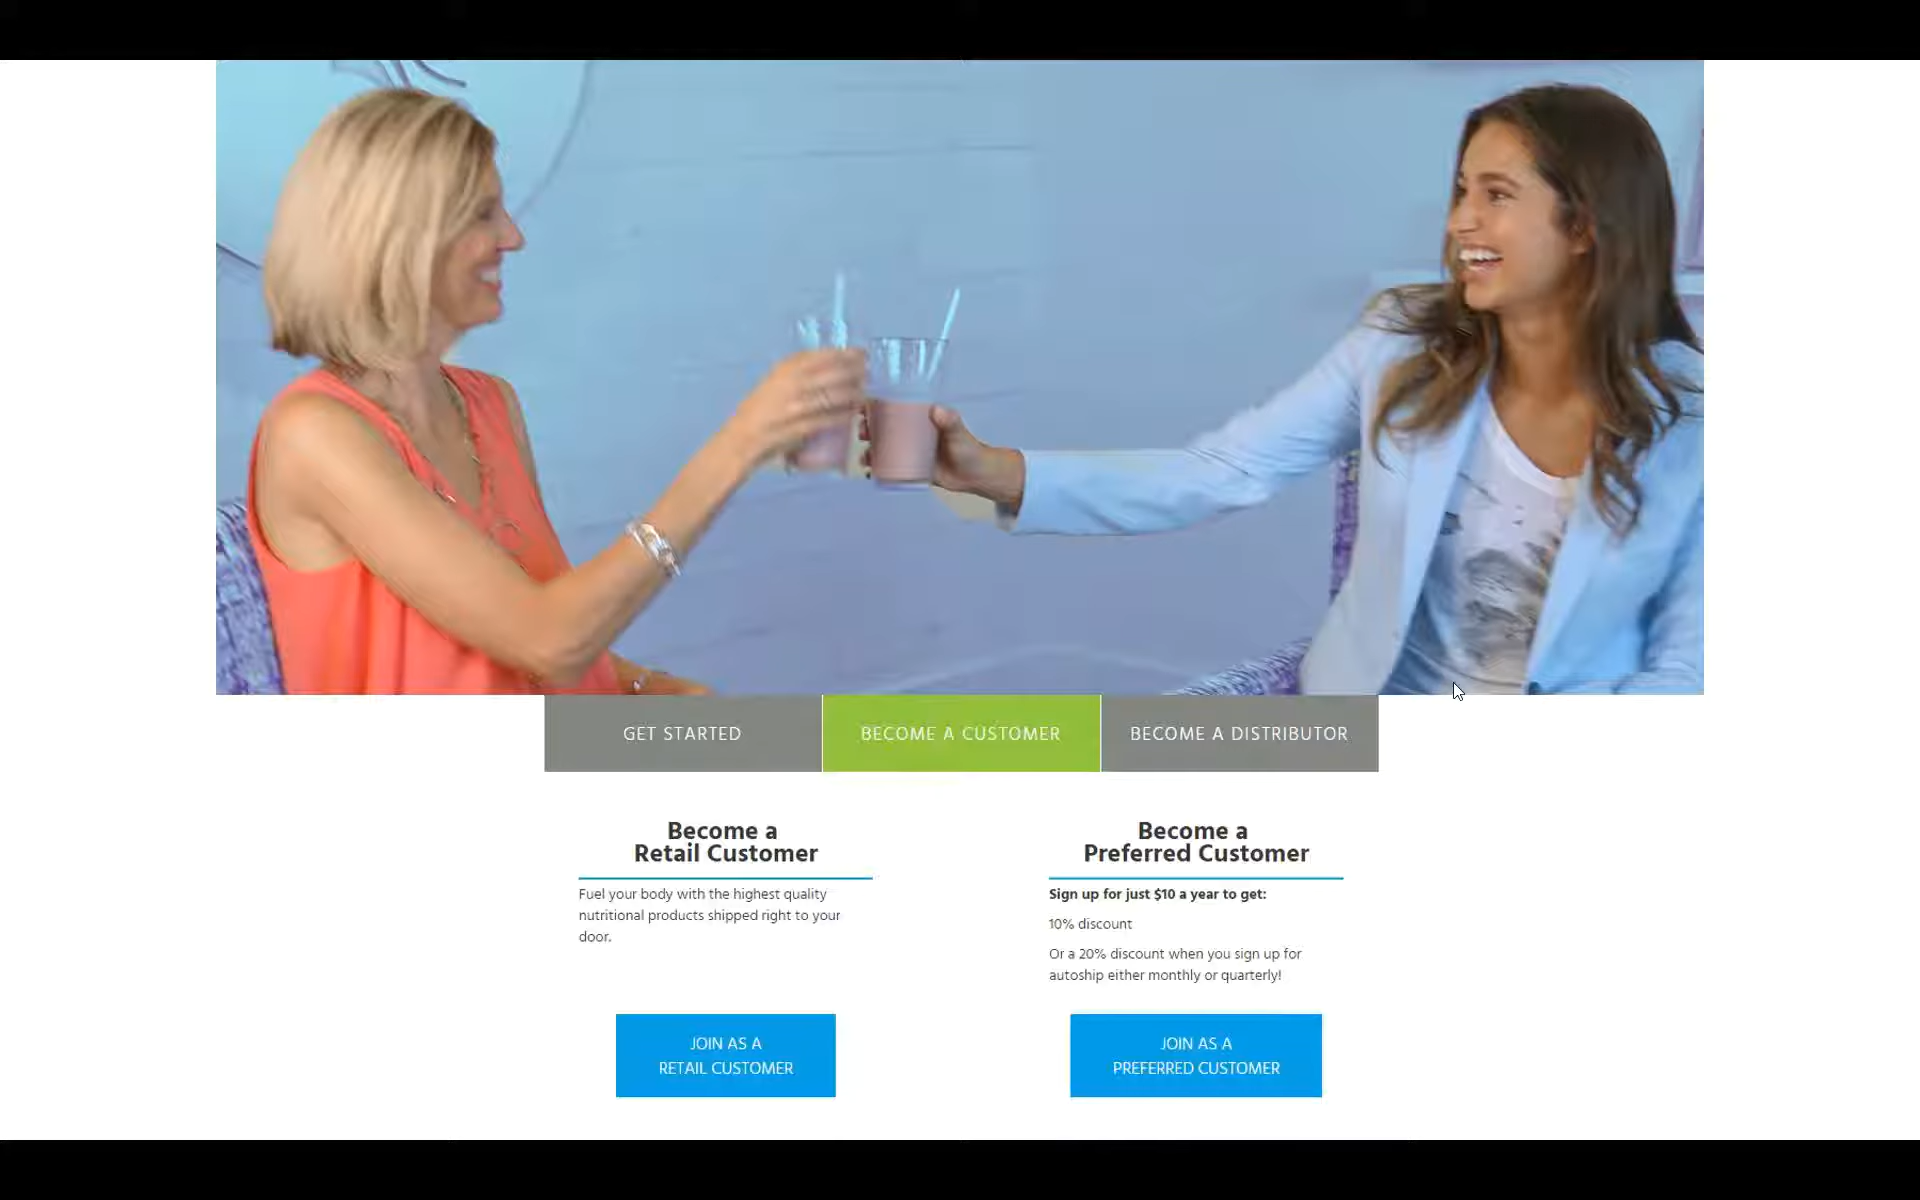 GET STARTED
BECOME A CUSTOMER
BECOME A DISTRIBUTOR
Become a
Retail Customer
Fuel your body with the highest quality
nutritional products shipped right to your
door.
JOIN AS A
RETAIL CUSTOMER
Become a
Preferred Customer
Sign up for just $10 a year to get:
10% discount
Or a 20% discount when you sign up for
autoship either monthly or quarterly!
JOIN AS A
PREFERRED CUSTOMER